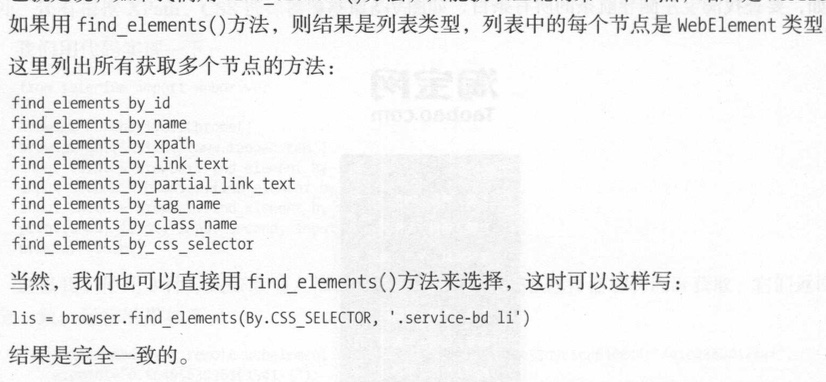 如果用 find_elements()方法，则结果是列表类型，列表中的每个节点是 WebElement 类型
这里列出所有获取多个节点的方法：
find_elements_by_id
find_elements_by_name
find_elements_by_xpath
find_elements_by_link_text
find_elements_by_partial_link_text
find_elements_by_tag_name
find_elements_by_class_name
find_elements_by_css_selector
当然，我们也可以直接用 find_elements()方法来选择，这时可以这样写：
lis = browser.find_elements(By.CSS_SELECTOR, '.service-bd li')
结果是完全一致的。